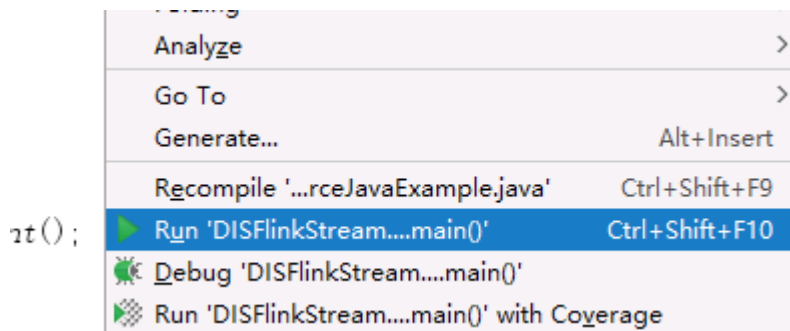 Analyze
Go To
Generate... Alt+Insert
Recompile '...rceJavaExample.java' Ctrl+Shift+F9
Run 'DISFlinkStream....main()' Ctrl+Shift+F10
Debug 'DISFlinkStream....main()'
Run 'DISFlinkStream....main()' with Coverage